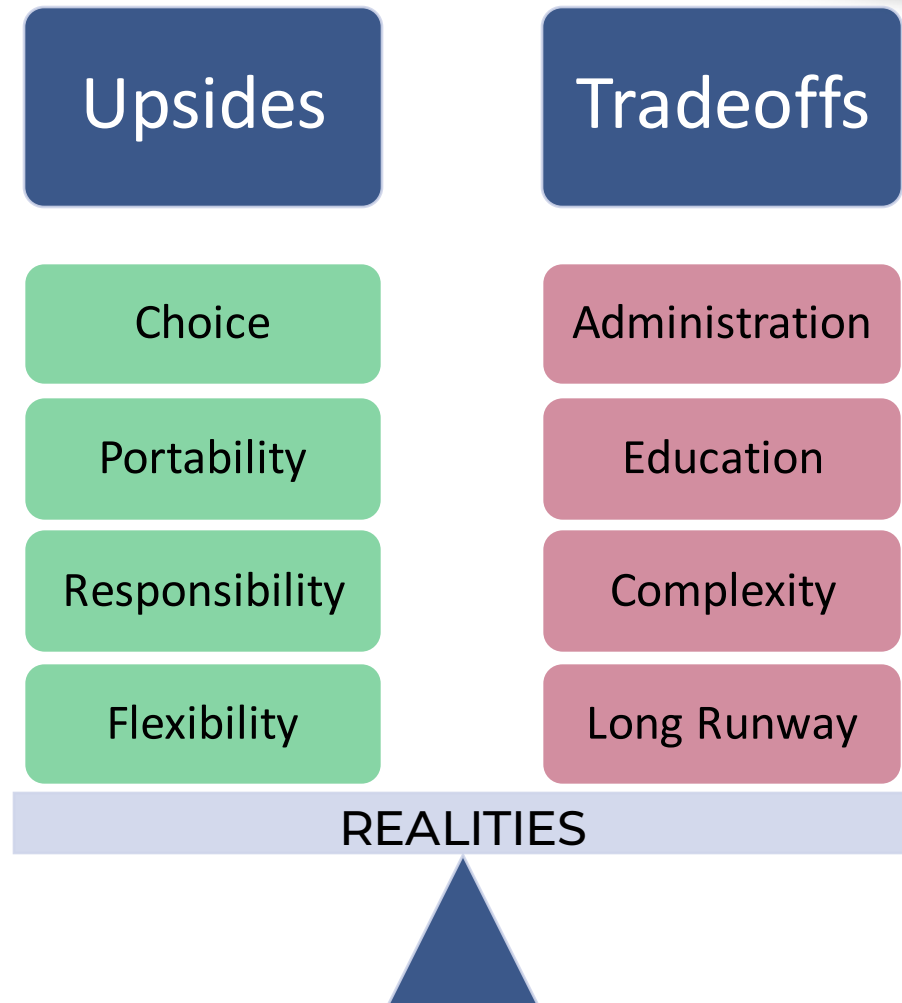 Upsides
Tradeoffs
Choice
Administration
Portability
Education
Responsibility
Complexity
Flexibility
Long Runway
REALITIES